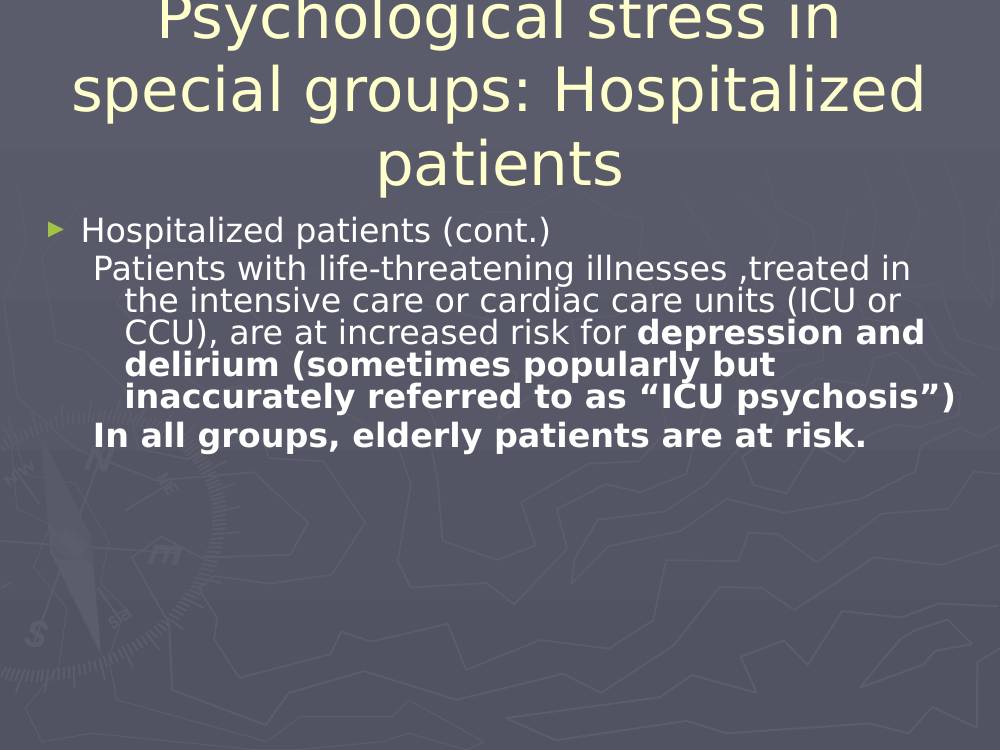 Psychological stress in
special groups: Hospitalized
patients
Hospitalized patients (cont.)
Patients with life-threatening illnesses ,treated in
the intensive care or cardiac care units (ICU or
CCU), are at increased risk for depression and
delirium (sometimes popularly but
inaccurately referred to as “ICU psychosis”)
In all groups, elderly patients are at risk.
N
NW
E
S